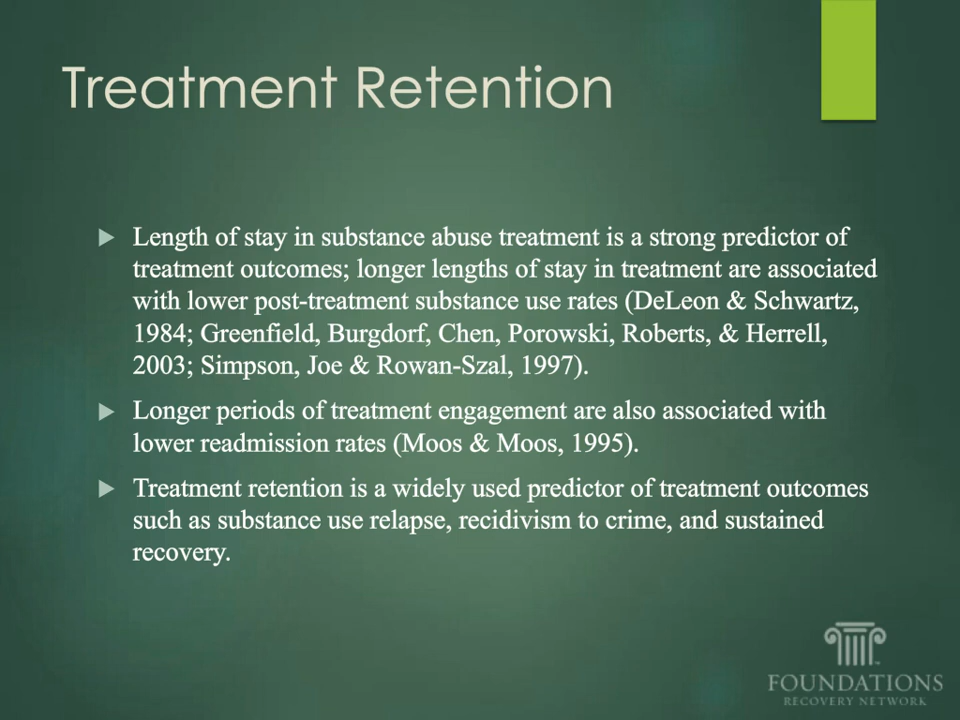 Treatment Retention
Length of stay in substance abuse treatment is a strong predictor of
treatment outcomes; longer lengths of stay in treatment are associated
with lower post-treatment substance use rates (DeLeon & Schwartz,
1984; Greenfield, Burgdorf, Chen, Porowski, Roberts, & Herrell,
2003; Simpson, Joe & Rowan-Szal, 1997).
Longer periods of treatment engagement are also associated with
lower readmission rates (Moos & Moos, 1995).
Treatment retention is a widely used predictor of treatment outcomes
such as substance use relapse, recidivism to crime, and sustained
recovery.
FOUNDATIONS
RECOVERY NETWORK